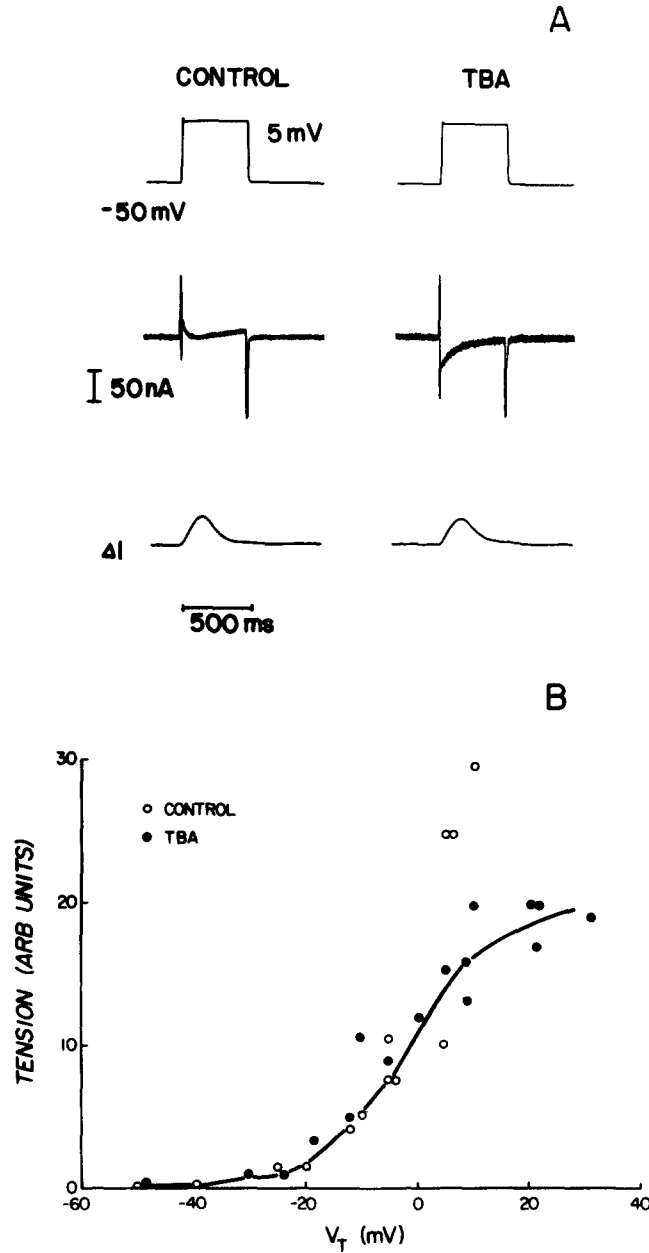 A
CONTROL TBA
5 mV
-50 mV
50 nA
ΔI
500 ms
B
30
20
10
0
CONTROL
TBA
TENSION (ARB UNITS)
-60 -40 -20 0 20 40
V_T (mV)